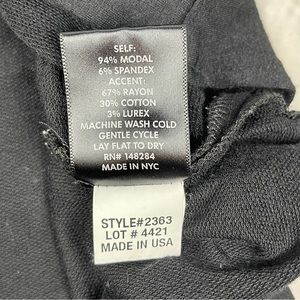 SELF:
94% MODAL
6% SPANDEX
ACCENT:
67% RAYON
30% COTTON
3% LUREX
MACHINE WASH COLD
GENTLE CYCLE
LAY FLAT TO DRY
RN# 148284
MADE IN NYC
STYLE#2363
LOT # 4421
MADE IN USA